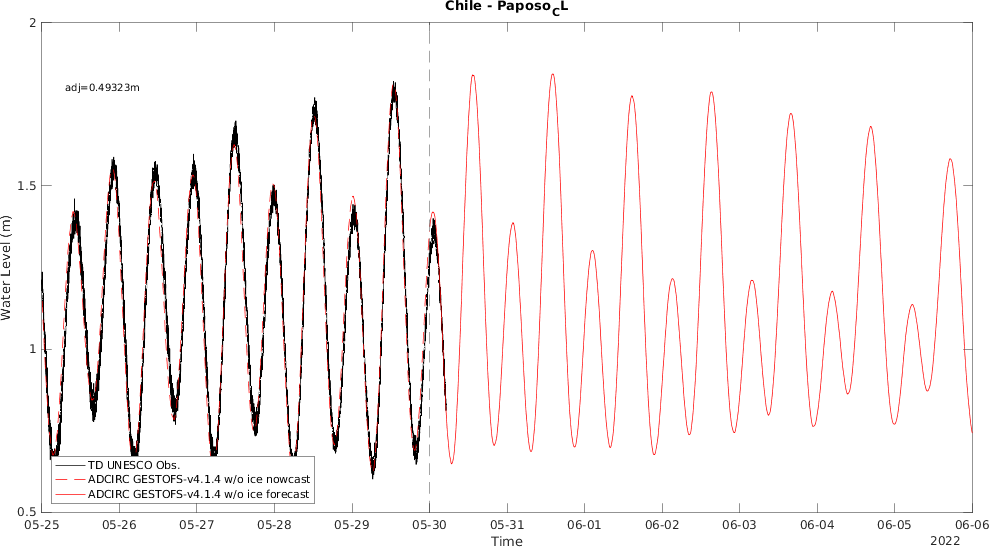 Chile - Paposo_CL
adj=0.49323m
2
1.5
1
0.5
Water Level (m)
TD UNESCO Obs.
ADCIRC GESTOFS-v4.1.4 w/o ice nowcast
ADCIRC GESTOFS-v4.1.4 w/o ice forecast
05-25 05-26 05-27 05-28 05-29 05-30 05-31 06-01 06-02 06-03 06-04 06-05 06-06
Time
2022